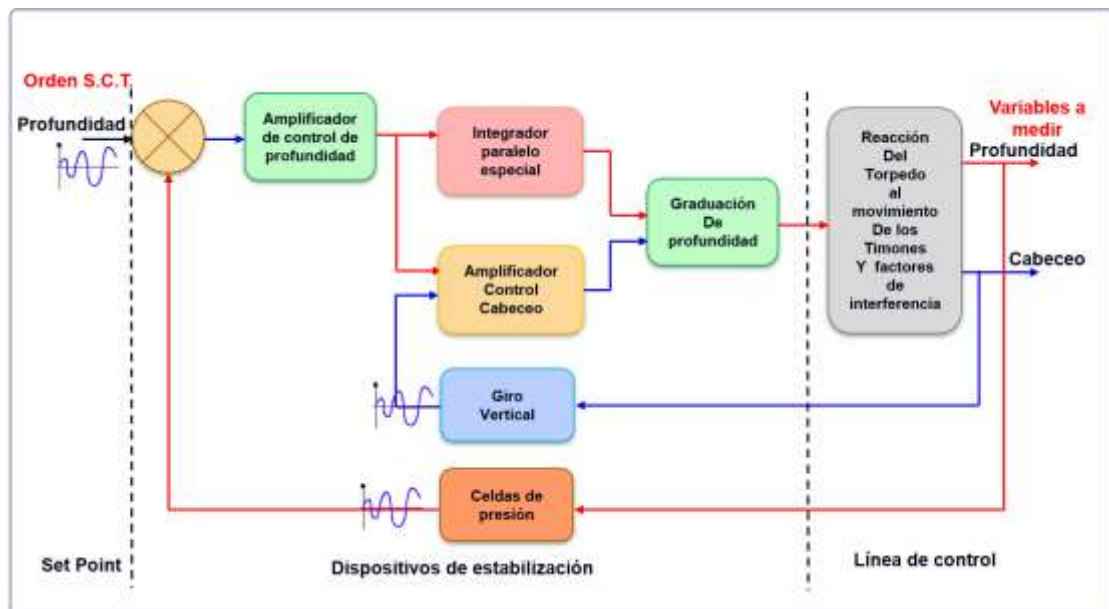 Orden S.C.T.
Profundidad
Amplificador
de control de
profundidad
Integrador
paralelo
especial
Amplificador
Control
Cabeceo
Graduación
De
profundidad
Reacción
Del
Torpedo
al
movimiento
De los
Timones
Y factores
de
interferencia
Variables a
medir
Profundidad
Cabeceo
Giro
Vertical
Celdas de
presión
Set Point
Dispositivos de estabilización
Línea de control